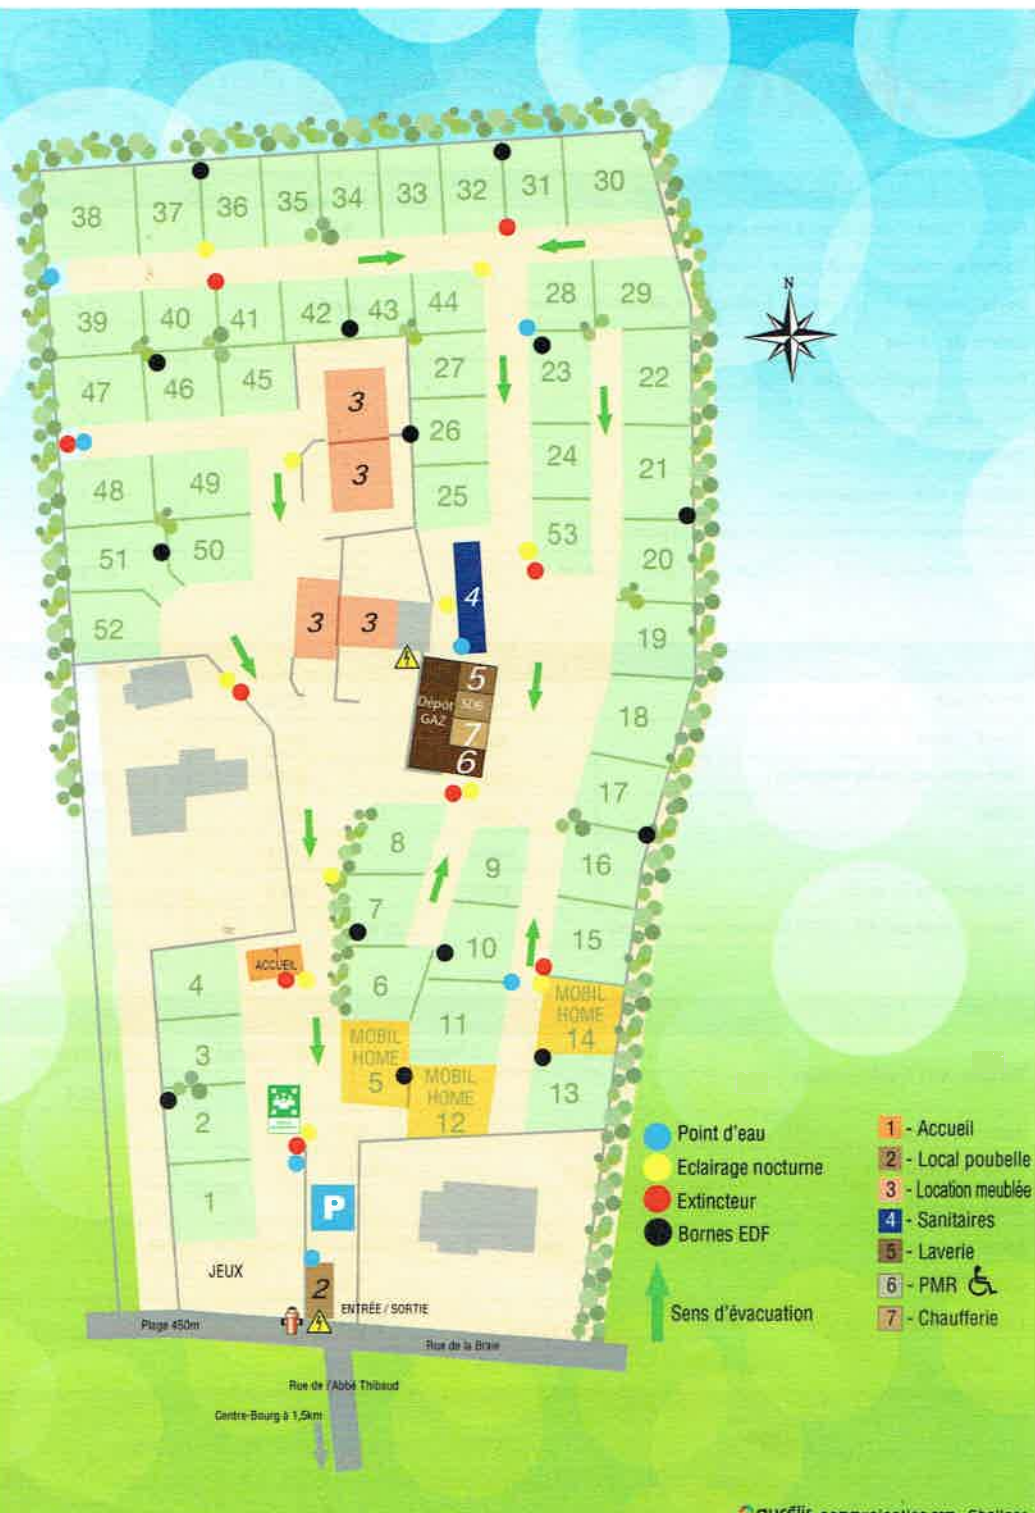 38 37 36 35 34 33 32 31 30
39 40 41 42 43 44 28 29
N
47 46 45 27 23 22
3
26
3
48 49 25 24 21
51 50 53 20
52 3 3 4 19
5
Dépot SDB
GAZ
7
6
18
17
8 9 16
7 10 15
4
1
ACCUEIL
6 11
MOBIL
HOME
14
3
MOBIL
HOME
5
MOBIL
HOME
12
13
2
1
P
JEUX
2
ENTRÉE / SORTIE
Plage 450m
Rue de la Braie
Rue de l'Abbé Thibaud
Centre-Bourg à 1,5km
Point d'eau
Eclairage nocturne
Extincteur
Bornes EDF
Sens d'évacuation
1 - Accueil
2 - Local poubelle
3 - Location meublée
4 - Sanitaires
5 - Laverie
6 - PMR
7 - Chaufferie